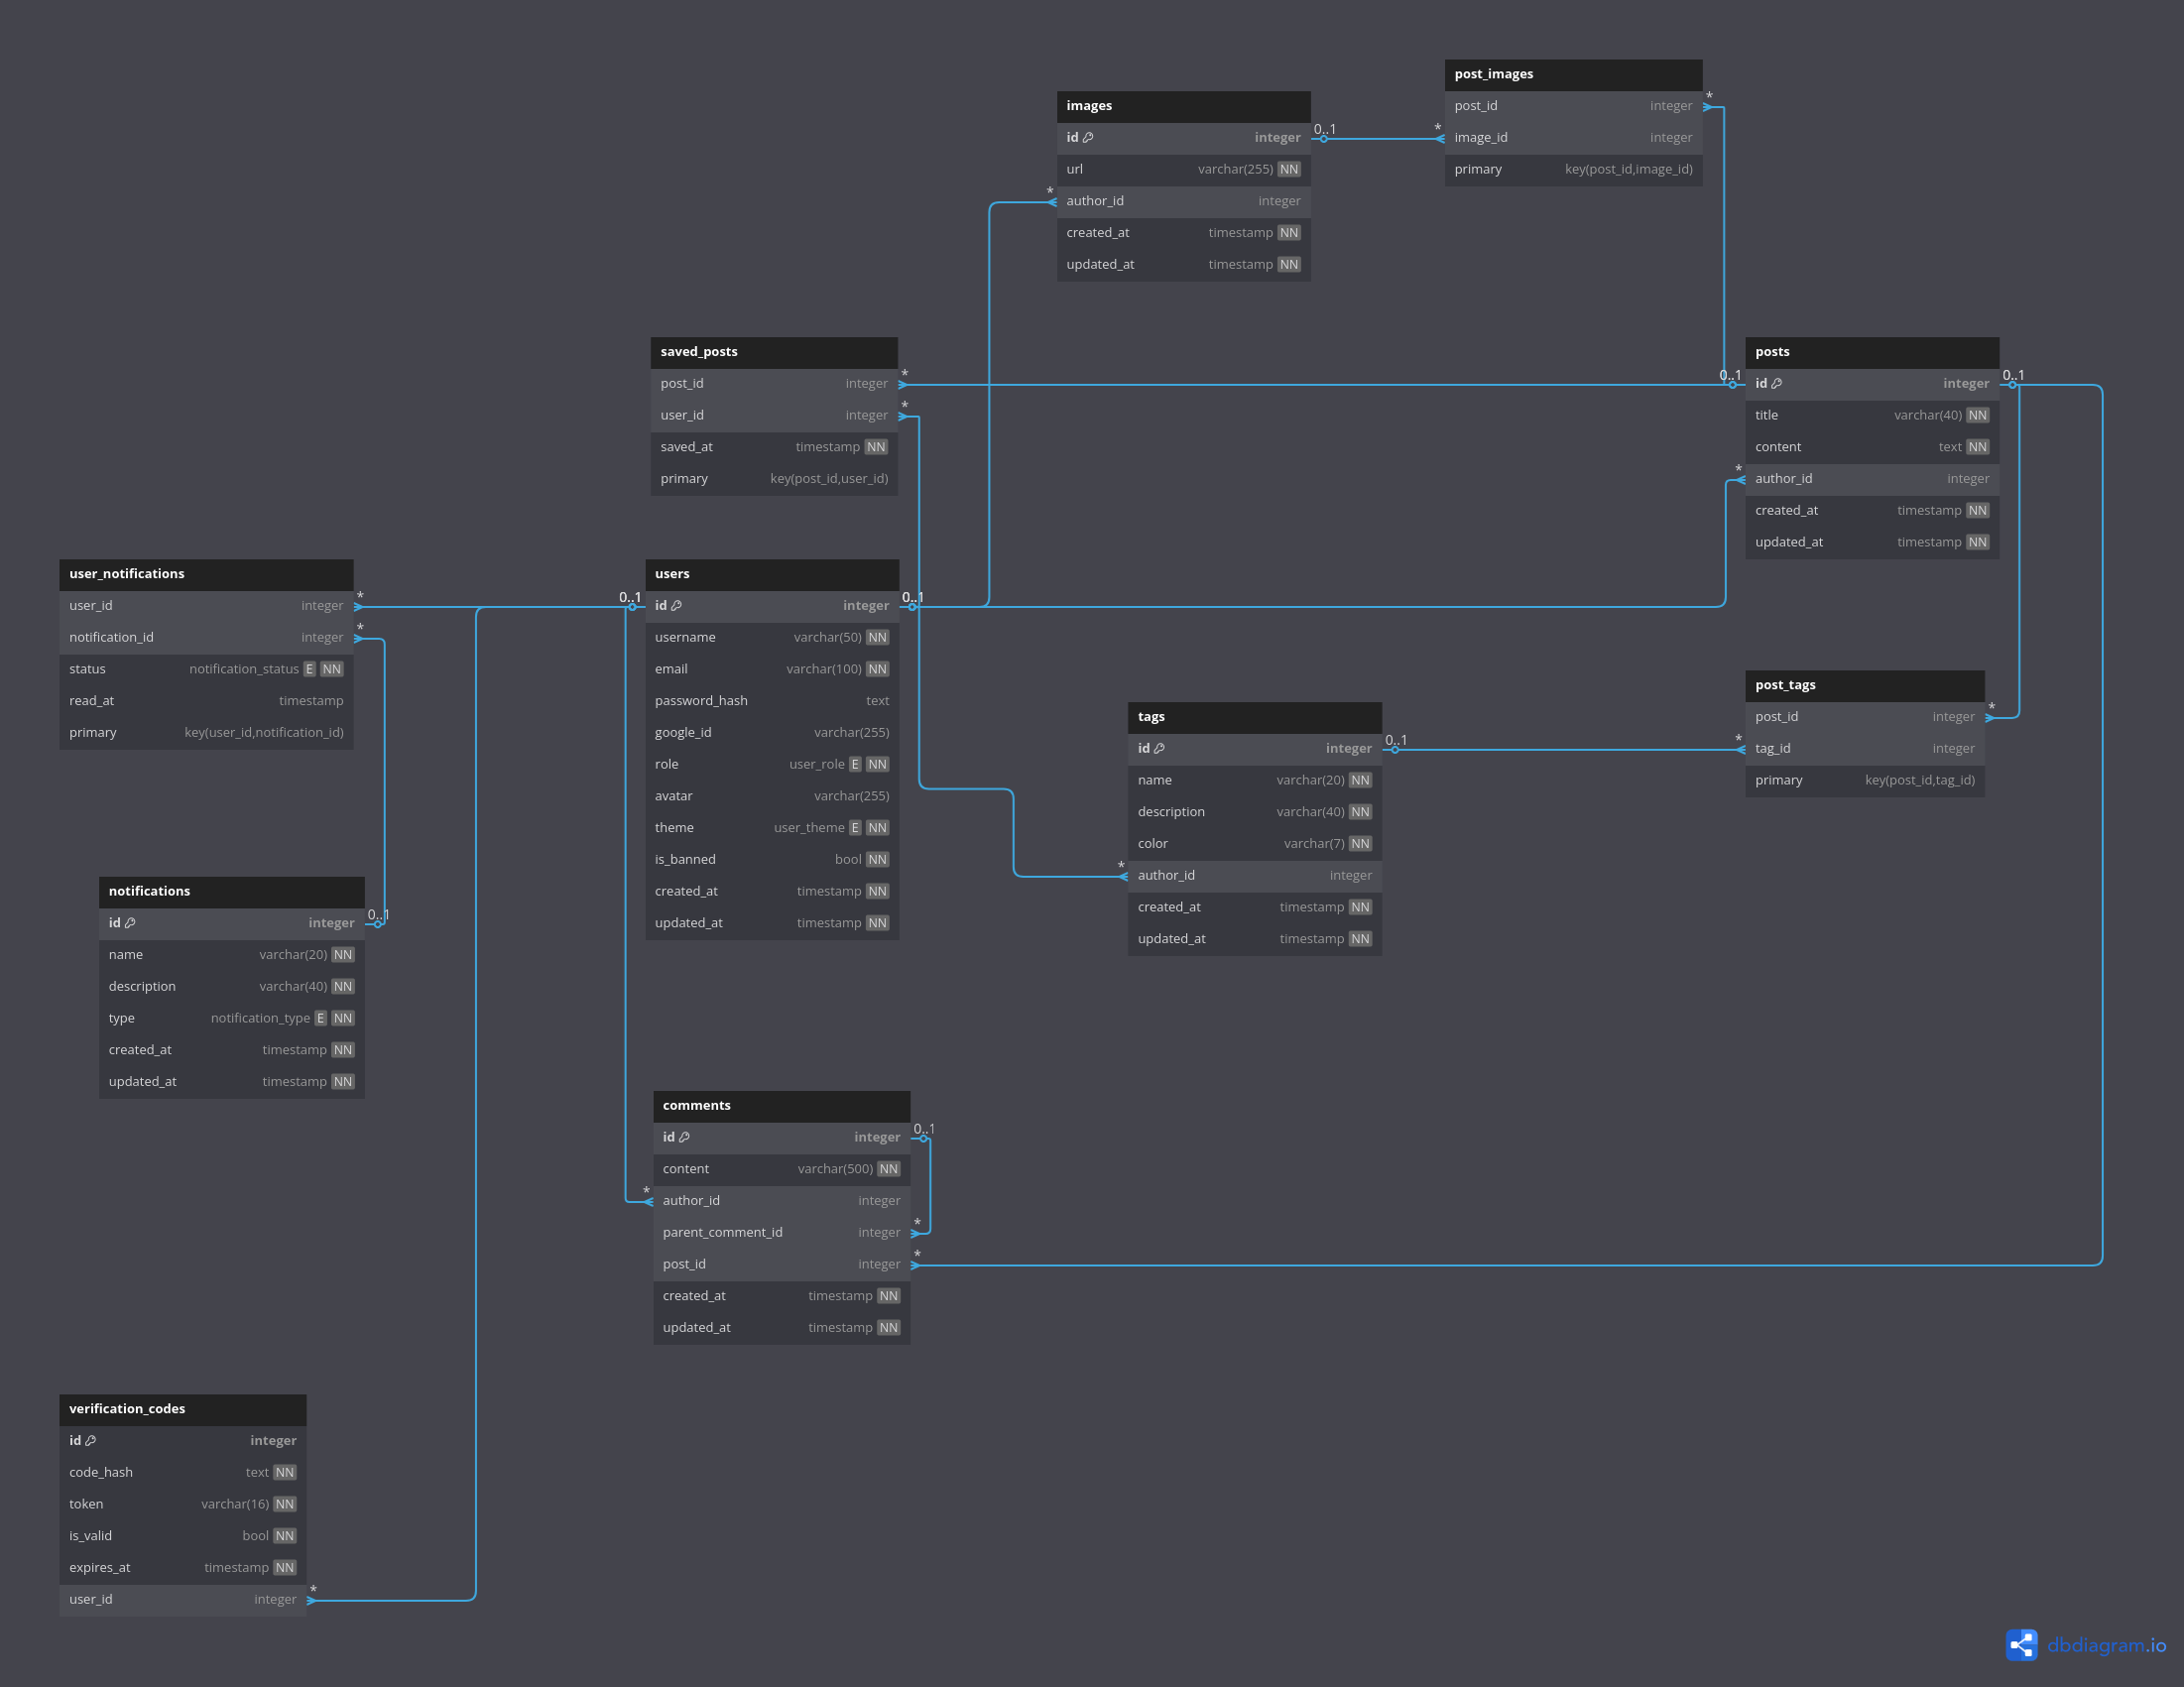 post_images
post_id integer
image_id integer
primary key(post_id,image_id)
images
id integer
url varchar(255) NN
author_id integer
created_at timestamp NN
updated_at timestamp NN
0..1
*
*
*
saved_posts
post_id integer
user_id integer
saved_at timestamp NN
primary key(post_id,user_id)
*
*
posts
id integer
title varchar(40) NN
content text NN
author_id integer
created_at timestamp NN
updated_at timestamp NN
0..1
0..1
*
user_notifications
user_id integer
notification_id integer
status notification_status E NN
read_at timestamp
primary key(user_id,notification_id)
*
*
users
id integer
username varchar(50) NN
email varchar(100) NN
password_hash text
google_id varchar(255)
role user_role E NN
avatar varchar(255)
theme user_theme E NN
is_banned bool NN
created_at timestamp NN
updated_at timestamp NN
0..1
0..1
tags
id integer
name varchar(20) NN
description varchar(40) NN
color varchar(7) NN
author_id integer
created_at timestamp NN
updated_at timestamp NN
0..1
*
post_tags
post_id integer
tag_id integer
primary key(post_id,tag_id)
*
*
notifications
id integer
name varchar(20) NN
description varchar(40) NN
type notification_type E NN
created_at timestamp NN
updated_at timestamp NN
0..1
comments
id integer
content varchar(500) NN
author_id integer
parent_comment_id integer
post_id integer
created_at timestamp NN
updated_at timestamp NN
0..1
*
*
*
verification_codes
id integer
code_hash text NN
token varchar(16) NN
is_valid bool NN
expires_at timestamp NN
user_id integer
*
dbdiagram.io